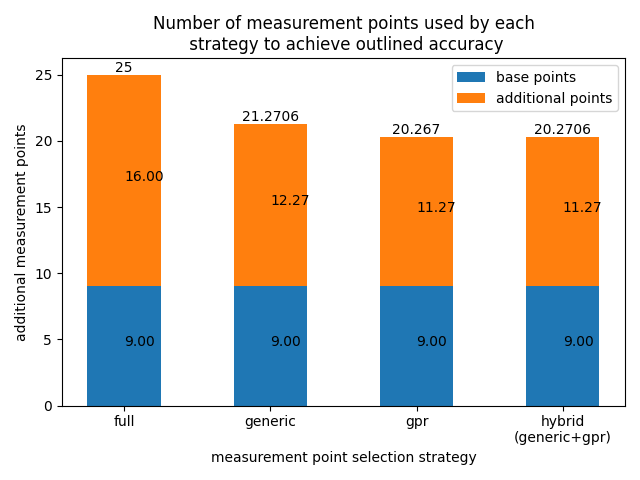 Number of measurement points used by each
strategy to achieve outlined accuracy
base points
additional points
25
21.2706
20.267
20.2706
16.00
12.27
11.27
11.27
9.00
9.00
9.00
9.00
additional measurement points
25
20
15
10
5
0
full
generic
gpr
hybrid
(generic+gpr)
measurement point selection strategy